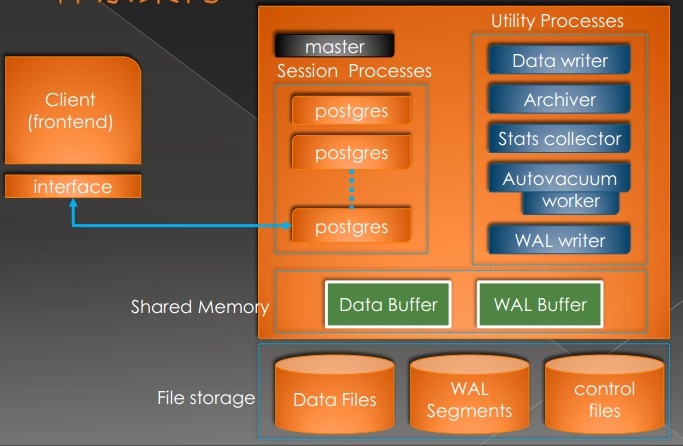 Utility Processes
master
Session Processes
Client
(frontend)
interface
postgres
postgres
postgres
Data writer
Archiver
Stats collector
Autovacuum
worker
WAL writer
Shared Memory
Data Buffer
WAL Buffer
File storage
Data Files
WAL
Segments
control
files